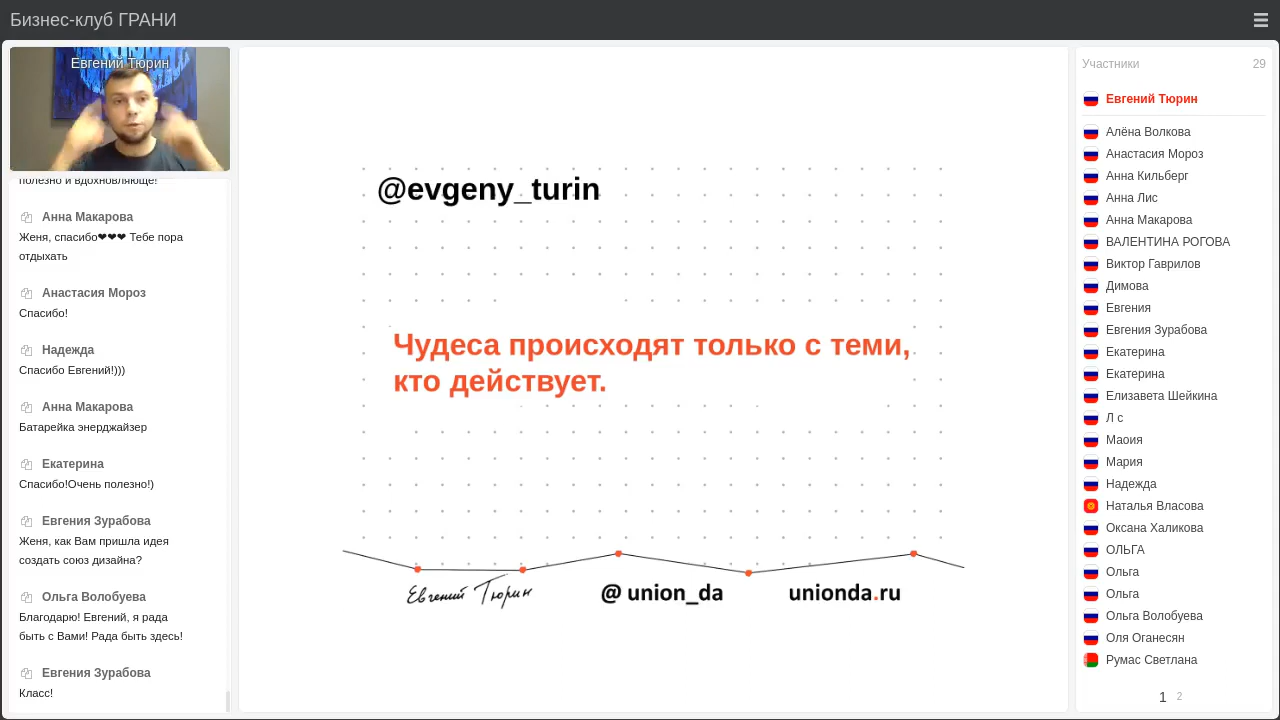 Бизнес-клуб ГРАНИ
Евгений Тюрин
полезно и вдохновляюще!
Анна Макарова
Женя, спасибо❤❤❤ Тебе пора
отдыхать
Анастасия Мороз
Спасибо!
Надежда
Спасибо Евгений!)))
Анна Макарова
Батарейка энерджайзер
Екатерина
Спасибо!Очень полезно!)
Евгения Зурабова
Женя, как Вам пришла идея
создать союз дизайна?
Ольга Волобуева
Благодарю! Евгений, я рада
быть с Вами! Рада быть здесь!
Евгения Зурабова
Класс!
@evgeny_turin
Чудеса происходят только с теми,
кто действует.
Евгений Тюрин
@ union_da
unionda.ru
Участники 29
Евгений Тюрин
Алёна Волкова
Анастасия Мороз
Анна Кильберг
Анна Лис
Анна Макарова
ВАЛЕНТИНА РОГОВА
Виктор Гаврилов
Димова
Евгения
Евгения Зурабова
Екатерина
Екатерина
Елизавета Шейкина
Л с
Маоия
Мария
Надежда
Наталья Власова
Оксана Халикова
ОЛЬГА
Ольга
Ольга
Ольга Волобуева
Оля Оганесян
Румас Светлана
1 2